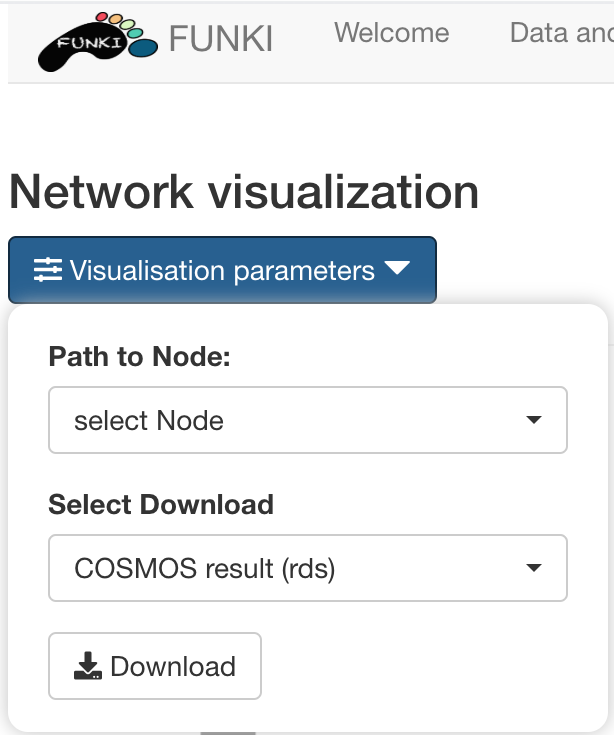 FUNKI FUNKI Welcome Data and
Network visualization
Visualisation parameters
Path to Node:
select Node
Select Download
COSMOS result (rds)
Download